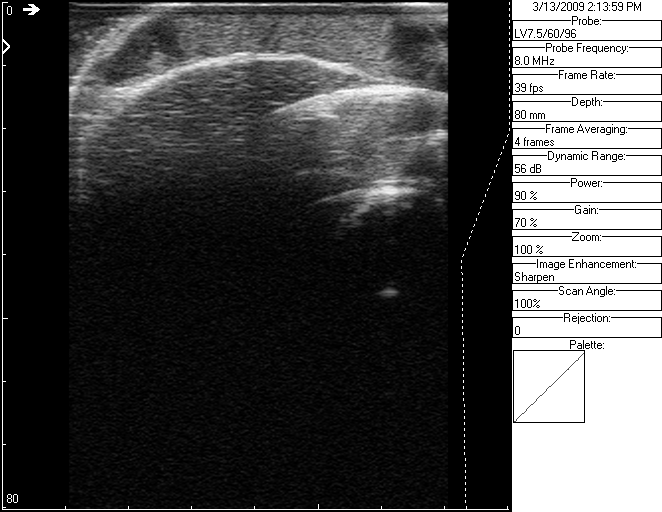 0
3/13/2009 2:13:59 PM
Probe:
LV7.5/60/96
Probe Frequency:
8.0 MHz
Frame Rate:
39 fps
Depth:
80 mm
Frame Averaging:
4 frames
Dynamic Range:
56 dB
Power:
90 %
Gain:
70 %
Zoom:
100 %
Image Enhancement:
Sharpen
Scan Angle:
100%
Rejection:
0
Palette:
80